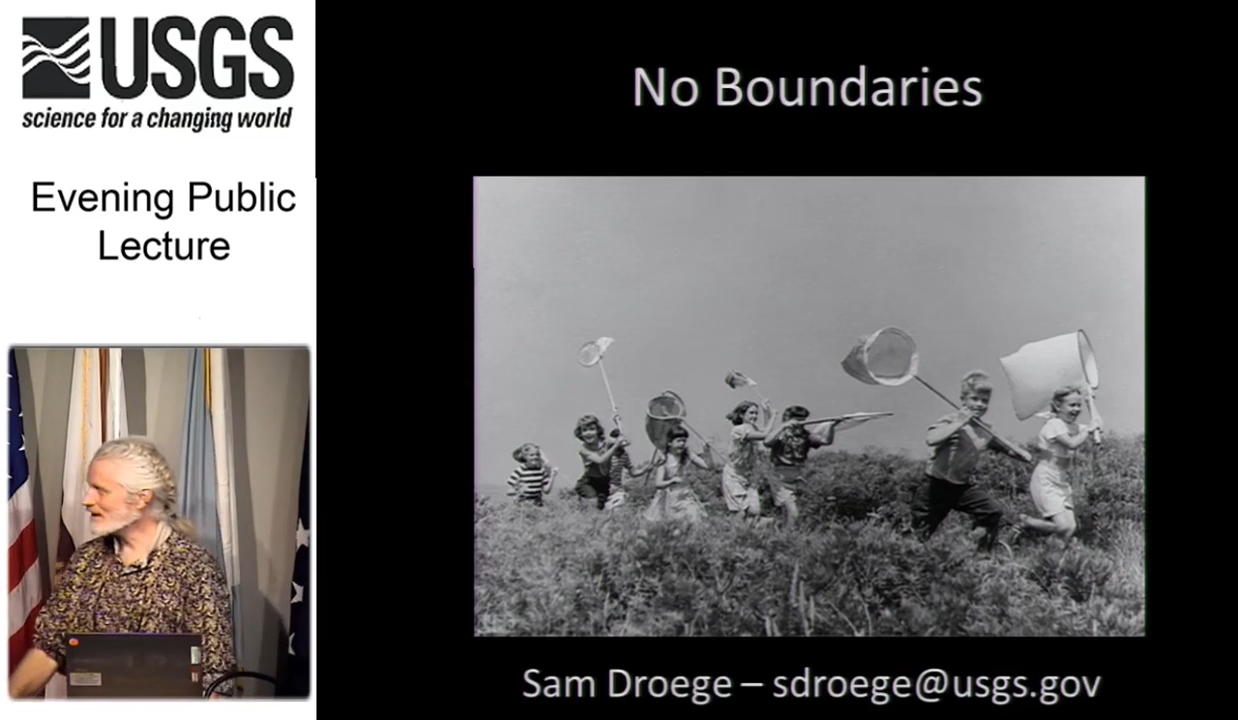 USGS
science for a changing world
Evening Public
Lecture
No Boundaries
Sam Droege – sdroege@usgs.gov